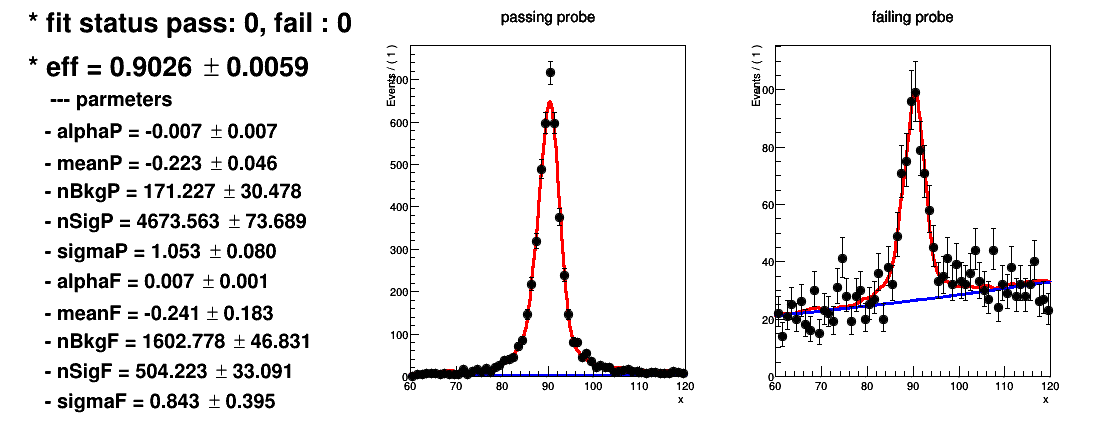 * fit status pass: 0, fail : 0
* eff = 0.9026 ± 0.0059
--- parmeters
- alphaP = -0.007 ± 0.007
- meanP = -0.223 ± 0.046
- nBkgP = 171.227 ± 30.478
- nSigP = 4673.563 ± 73.689
- sigmaP = 1.053 ± 0.080
- alphaF = 0.007 ± 0.001
- meanF = -0.241 ± 0.183
- nBkgF = 1602.778 ± 46.831
- nSigF = 504.223 ± 33.091
- sigmaF = 0.843 ± 0.395
passing probe
Events / ( 1 )
700
600
500
400
300
200
100
0
60 70 80 90 100 110 120
x
failing probe
Events / ( 1 )
100
80
60
40
20
0
60 70 80 90 100 110 120
x